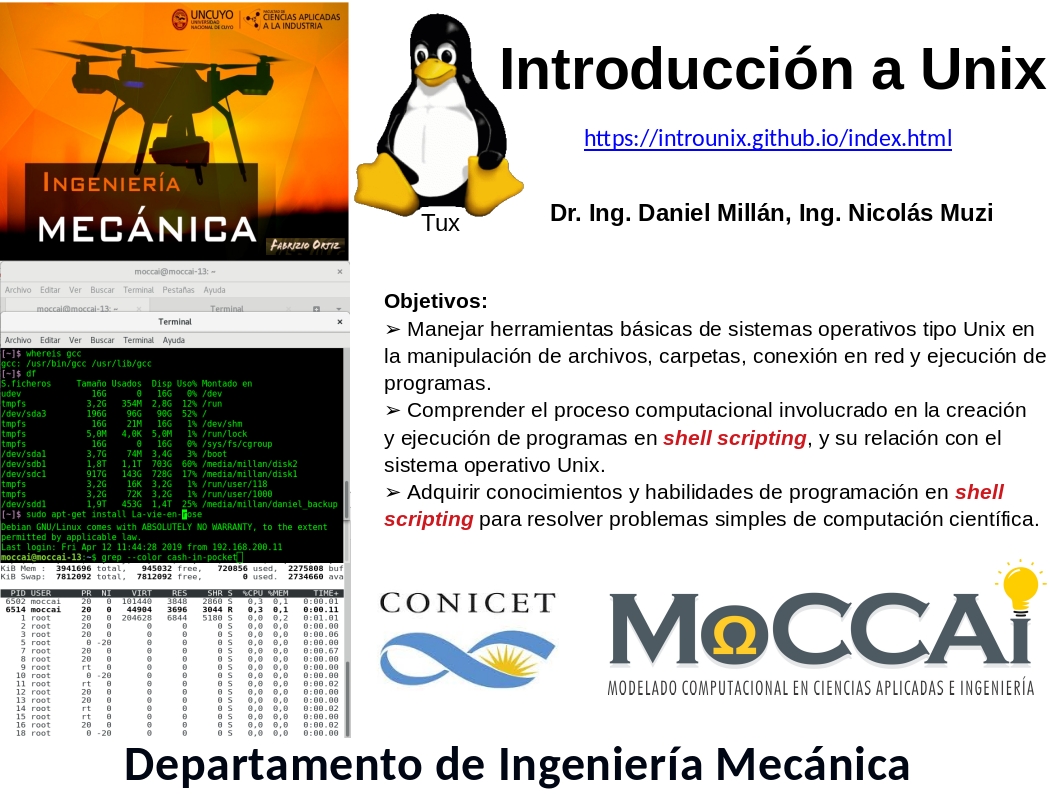 UNCUYO
UNIVERSIDAD
NACIONAL DE CUYO
FACULTAD DE
CIENCIAS APLICADAS
A LA INDUSTRIA
INGENIERÍA
MECÁNICA
FABRIZIO ORTIZ
Introducción a Unix
https://introunix.github.io/index.html
Tux
Dr. Ing. Daniel Millán, Ing. Nicolás Muzi
moccai@moccai-13: ~ ×
Archivo Editar Ver Buscar Terminal Pestañas Ayuda
moccai@moccai-13: ~ × Terminal ×
Terminal ×
Archivo Editar Ver Buscar Terminal Ayuda
[~]$ whereis gcc
gcc: /usr/bin/gcc /usr/lib/gcc
[~]$ df
S.ficheros Tamaño Usados Disp Uso% Montado en
udev 16G 0 16G 0% /dev
tmpfs 3,2G 354M 2,8G 12% /run
/dev/sda3 196G 96G 90G 52% /
tmpfs 16G 21M 16G 1% /dev/shm
tmpfs 5,0M 4,0K 5,0M 1% /run/lock
tmpfs 16G 0 16G 0% /sys/fs/cgroup
/dev/sda1 3,7G 74M 3,4G 3% /boot
/dev/sdb1 1,8T 1,1T 703G 60% /media/millan/disk2
/dev/sdc1 917G 143G 728G 17% /media/millan/disk1
tmpfs 3,2G 16K 3,2G 1% /run/user/118
tmpfs 3,2G 72K 3,2G 1% /run/user/1000
/dev/sdd1 1,9T 453G 1,4T 25% /media/millan/daniel_backup
[~]$ sudo apt-get install La-vie-en-rose
Debian GNU/Linux comes with ABSOLUTELY NO WARRANTY, to the extent
permitted by applicable law.
Last login: Fri Apr 12 11:44:28 2019 from 192.168.200.11
moccai@moccai-13:~$ grep --color cash-in-pocket
KiB Mem : 3941696 total, 945032 free, 720856 used, 2275808 buf
KiB Swap: 7812092 total, 7812092 free, 0 used. 2734660 ava
PID USER PR NI VIRT RES SHR S %CPU %MEM TIME+
6502 moccai 20 0 101440 3848 2860 S 0,3 0,1 0:00.01
6514 moccai 20 0 44904 3696 3044 R 0,3 0,1 0:00.11
1 root 20 0 204628 6844 5180 S 0,0 0,2 0:01.01
2 root 20 0 0 0 0 S 0,0 0,0 0:00.00
3 root 20 0 0 0 0 S 0,0 0,0 0:00.06
5 root 0 -20 0 0 0 S 0,0 0,0 0:00.00
7 root 20 0 0 0 0 S 0,0 0,0 0:00.67
8 root 20 0 0 0 0 S 0,0 0,0 0:00.00
9 root rt 0 0 0 0 S 0,0 0,0 0:00.00
10 root 0 -20 0 0 0 S 0,0 0,0 0:00.00
11 root rt 0 0 0 0 S 0,0 0,0 0:00.02
12 root 20 0 0 0 0 S 0,0 0,0 0:00.00
13 root 20 0 0 0 0 S 0,0 0,0 0:00.00
14 root rt 0 0 0 0 S 0,0 0,0 0:00.02
15 root rt 0 0 0 0 S 0,0 0,0 0:00.00
16 root 20 0 0 0 0 S 0,0 0,0 0:00.02
18 root 0 -20 0 0 0 S 0,0 0,0 0:00.00
Objetivos:
➢ Manejar herramientas básicas de sistemas operativos tipo Unix en
la manipulación de archivos, carpetas, conexión en red y ejecución de
programas.
➢ Comprender el proceso computacional involucrado en la creación
y ejecución de programas en shell scripting, y su relación con el
sistema operativo Unix.
➢ Adquirir conocimientos y habilidades de programación en shell
scripting para resolver problemas simples de computación científica.
CONICET
MΩCCAi
MODELADO COMPUTACIONAL EN CIENCIAS APLICADAS E INGENIERÍA
Departamento de Ingeniería Mecánica